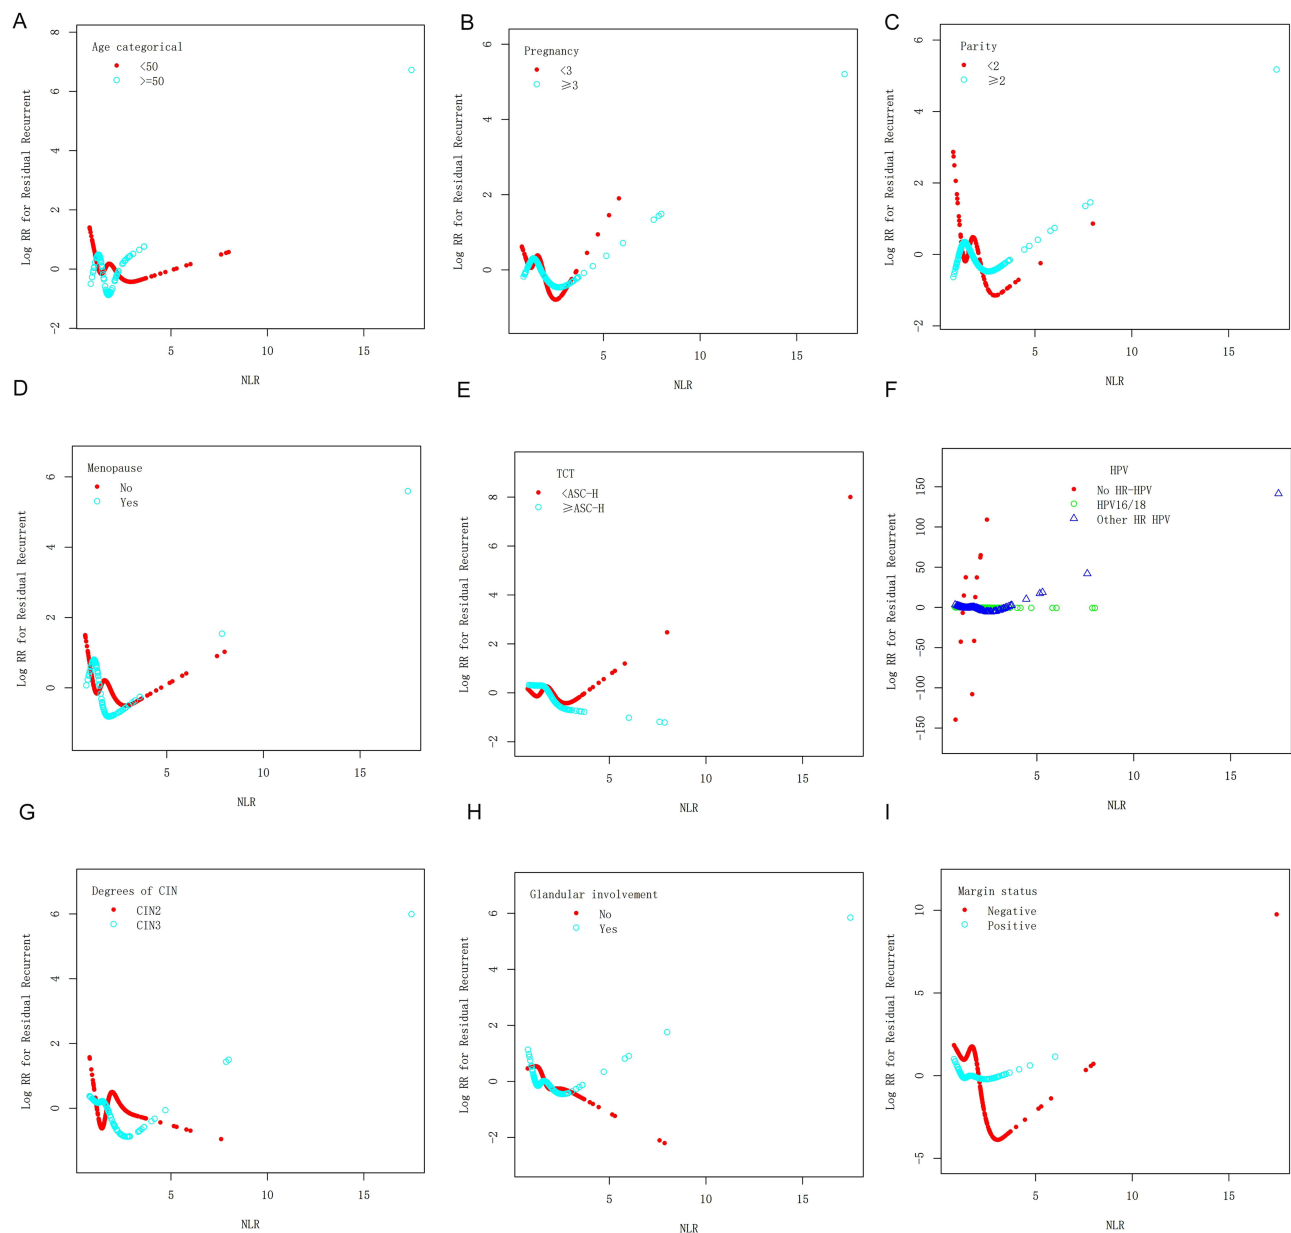 A
Age categorical
<50
>=50
Log RR for Residual Recurrent
8
6
4
2
0
-2
5
10
15
NLR
B
Pregnancy
<3
≥3
Log RR for Residual Recurrent
6
4
2
0
5
10
15
NLR
C
Parity
<2
≥2
Log RR for Residual Recurrent
6
4
2
0
-2
5
10
15
NLR
D
Menopause
No
Yes
Log RR for Residual Recurrent
6
4
2
0
5
10
15
NLR
E
TCT
<ASC-H
≥ASC-H
Log RR for Residual Recurrent
8
6
4
2
0
-2
5
10
15
NLR
F
HPV
No HR-HPV
HPV16/18
Other HR HPV
Log RR for Residual Recurrent
150
100
50
0
-50
-100
-150
5
10
15
NLR
G
Degrees of CIN
CIN2
CIN3
Log RR for Residual Recurrent
6
4
2
0
5
10
15
NLR
H
Glandular involvement
No
Yes
Log RR for Residual Recurrent
6
4
2
0
-2
5
10
15
NLR
I
Margin status
Negative
Positive
Log RR for Residual Recurrent
10
5
0
-5
5
10
15
NLR